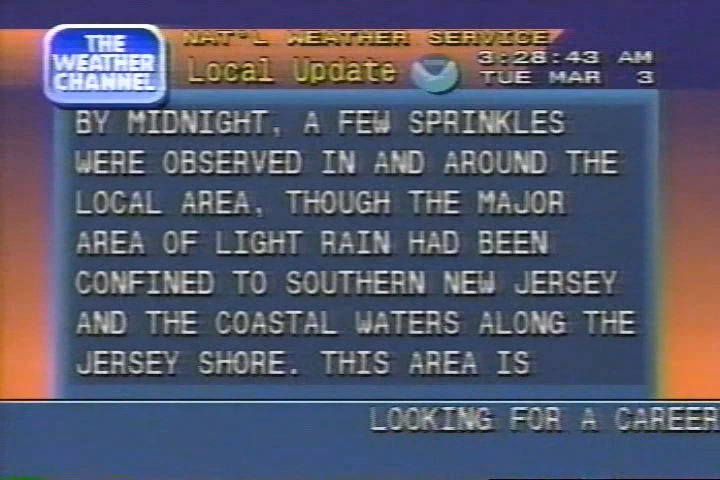 THE
WEATHER
CHANNEL
NAT'L WEATHER SERVICE
Local Update
3:28:43 AM
TUE MAR 3
BY MIDNIGHT, A FEW SPRINKLES
WERE OBSERVED IN AND AROUND THE
LOCAL AREA, THOUGH THE MAJOR
AREA OF LIGHT RAIN HAD BEEN
CONFINED TO SOUTHERN NEW JERSEY
AND THE COASTAL WATERS ALONG THE
JERSEY SHORE. THIS AREA IS
LOOKING FOR A CAREER